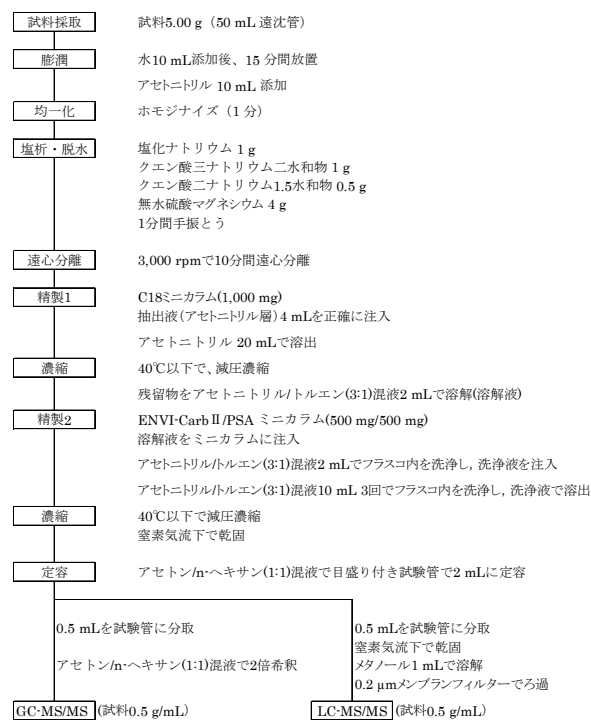 試料採取 試料5.00 g（50 mL 遠沈管）
膨潤 水10 mL添加後、15 分間放置
アセトニトリル 10 mL 添加
均一化 ホモジナイズ（1 分）
塩析・脱水 塩化ナトリウム 1 g
クエン酸三ナトリウム二水和物 1 g
クエン酸二ナトリウム1.5水和物 0.5 g
無水硫酸マグネシウム 4 g
1分間手振とう
遠心分離 3,000 rpmで10分間遠心分離
精製1 C18ミニカラム(1,000 mg)
抽出液(アセトニトリル層) 4 mLを正確に注入
アセトニトリル 20 mLで溶出
濃縮 40℃以下で、減圧濃縮
残留物をアセトニトリル/トルエン(3:1)混液2 mLで溶解(溶解液)
精製2 ENVI-CarbⅡ/PSA ミニカラム(500 mg/500 mg)
溶解液をミニカラムに注入
アセトニトリル/トルエン(3:1)混液2 mLでフラスコ内を洗浄し, 洗浄液を注入
アセトニトリル/トルエン(3:1)混液10 mL 3回でフラスコ内を洗浄し, 洗浄液で溶出
濃縮 40℃以下で減圧濃縮
窒素気流下で乾固
定容 アセトン/n-ヘキサン(1:1)混液で目盛り付き試験管で2 mLに定容
0.5 mLを試験管に分取
アセトン/n-ヘキサン(1:1)混液で2倍希釈
GC-MS/MS (試料0.5 g/mL)
0.5 mLを試験管に分取
窒素気流下で乾固
メタノール1 mLで溶解
0.2 µmメンブランフィルターでろ過
LC-MS/MS (試料0.5 g/mL)